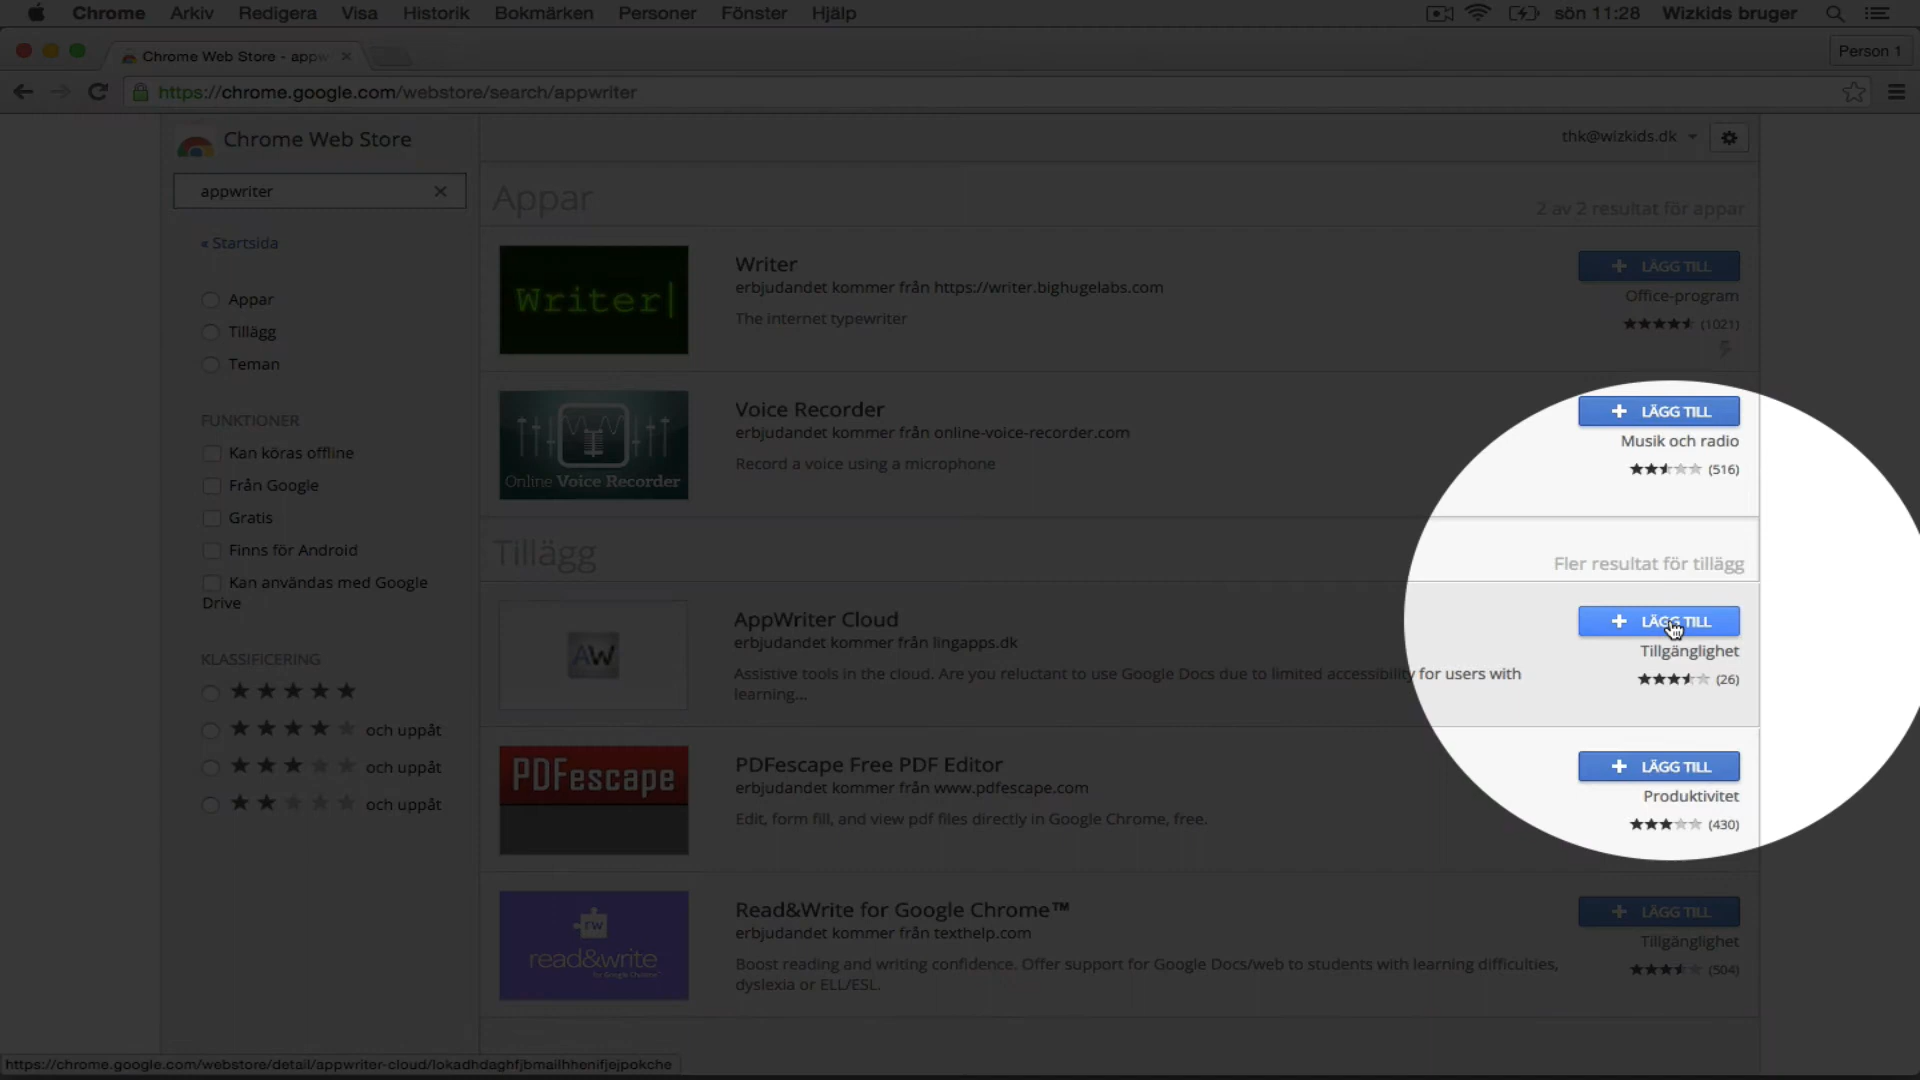 Chrome Arkiv Redigera Visa Historik Bokmärken Personer Fönster Hjälp sön 11:28 Wizkids bruger
Chrome Web Store - appw Person 1
https://chrome.google.com/webstore/search/appwriter
Chrome Web Store
thk@wizkids.dk
appwriter
« Startsida
Appar
Tillägg
Teman
FUNKTIONER
Kan köras offline
Från Google
Gratis
Finns för Android
Kan användas med Google
Drive
KLASSIFICERING
och uppåt
och uppåt
och uppåt
Appar
2 av 2 resultat för appar
Writer|
Writer
erbjudandet kommer från https://writer.bighugelabs.com
The internet typewriter
LÄGG TILL
Office-program
(1021)
Online Voice Recorder
Voice Recorder
erbjudandet kommer från online-voice-recorder.com
Record a voice using a microphone
LÄGG TILL
Musik och radio
(516)
Tillägg
Fler resultat för tillägg
AW
AppWriter Cloud
erbjudandet kommer från lingapps.dk
Assistive tools in the cloud. Are you reluctant to use Google Docs due to limited accessibility for users with
learning...
LÄGG TILL
Tillgänglighet
(26)
PDFescape
PDFescape Free PDF Editor
erbjudandet kommer från www.pdfescape.com
Edit, form fill, and view pdf files directly in Google Chrome, free.
LÄGG TILL
Produktivitet
(430)
rw
read&write
for Google Chrome™
Read&Write for Google Chrome™
erbjudandet kommer från texthelp.com
Boost reading and writing confidence. Offer support for Google Docs/web to students with learning difficulties,
dyslexia or ELL/ESL.
LÄGG TILL
Tillgänglighet
(504)
https://chrome.google.com/webstore/detail/appwriter-cloud/lokadhdaghfjbmailhhenifjejpokche